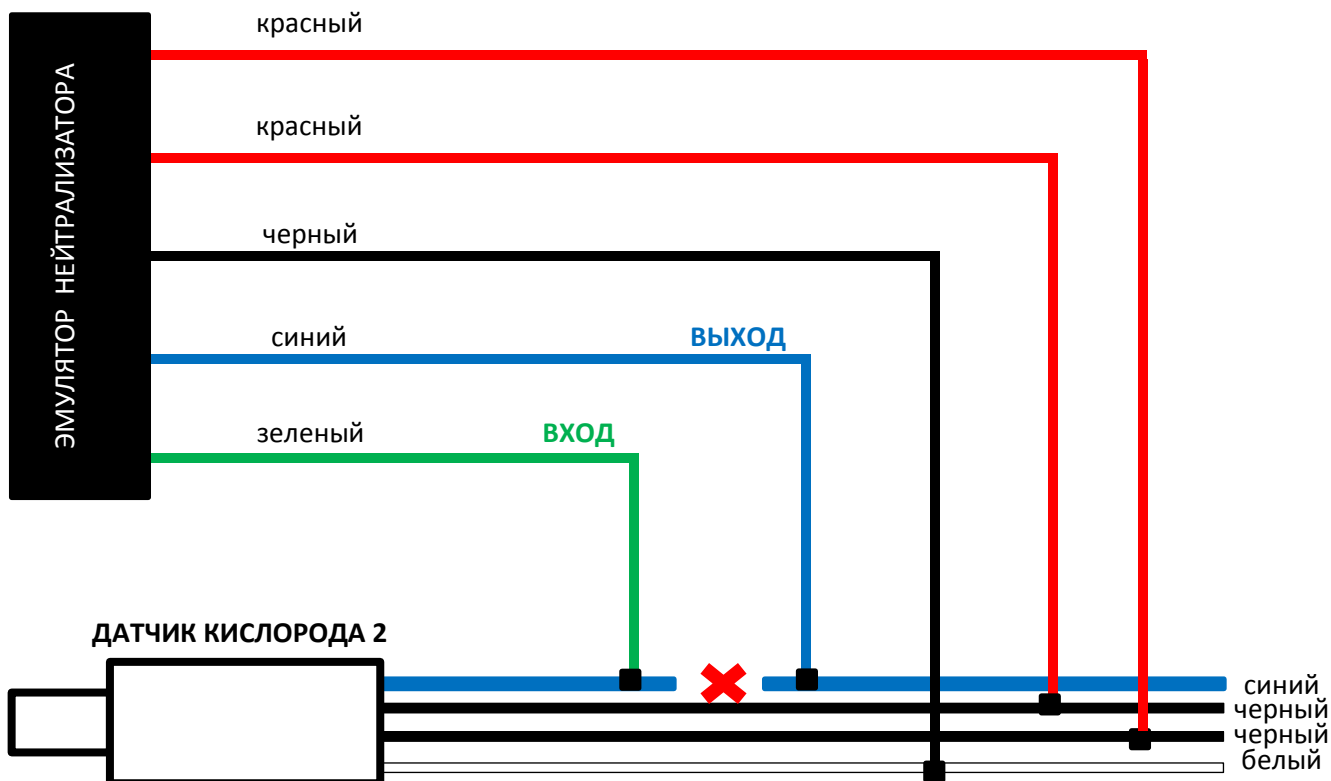 красный
красный
черный
синий
ВЫХОД
зеленый
ВХОД
ЭМУЛЯТОР НЕЙТРАЛИЗАТОРА
ДАТЧИК КИСЛОРОДА 2
синий
черный
черный
белый